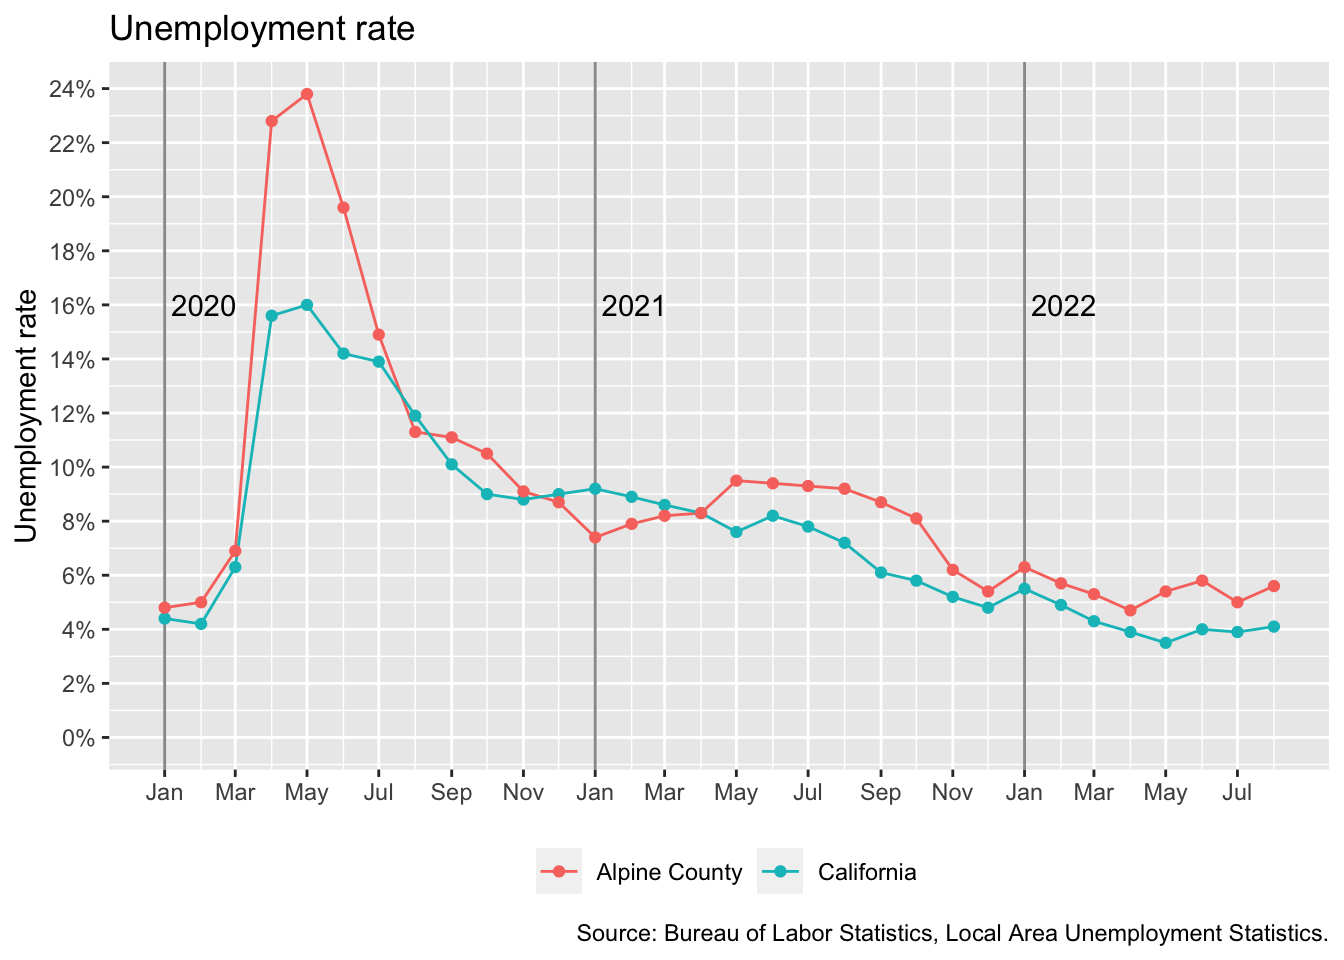 Unemployment rate
24%
22%
20%
18%
16%
14%
12%
10%
8%
6%
4%
2%
0%
Unemployment rate
2020 2021 2022
Jan Mar May Jul Sep Nov Jan Mar May Jul Sep Nov Jan Mar May Jul
Alpine County California
Source: Bureau of Labor Statistics, Local Area Unemployment Statistics.